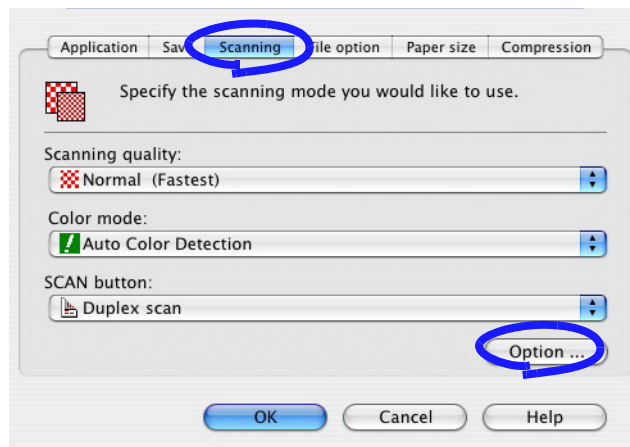 Application Sav Scanning ile option Paper size Compression
Specify the scanning mode you would like to use.
Scanning quality:
Normal (Fastest)
Color mode:
Auto Color Detection
SCAN button:
Duplex scan
Option ...
OK Cancel Help